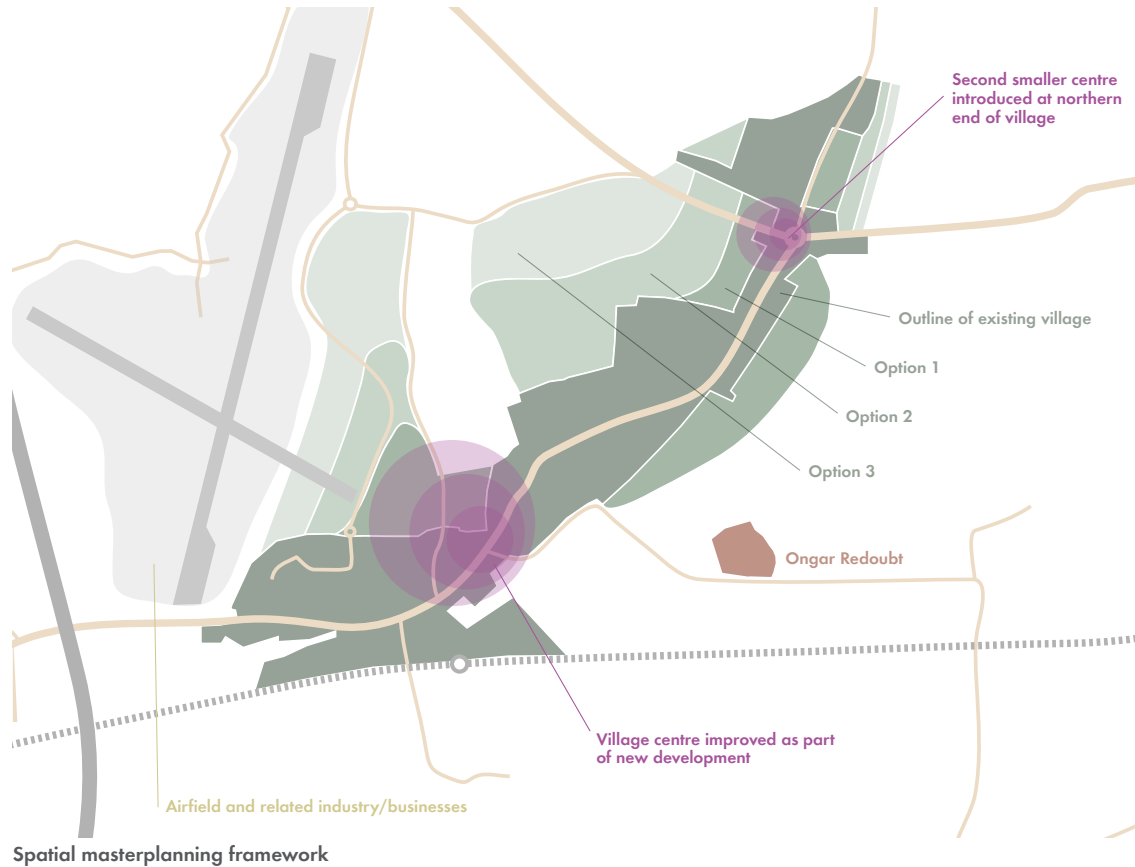 Second smaller centre
introduced at northern
end of village
Outline of existing village
Option 1
Option 2
Option 3
Ongar Redoubt
Village centre improved as part
of new development
Airfield and related industry/businesses
Spatial masterplanning framework